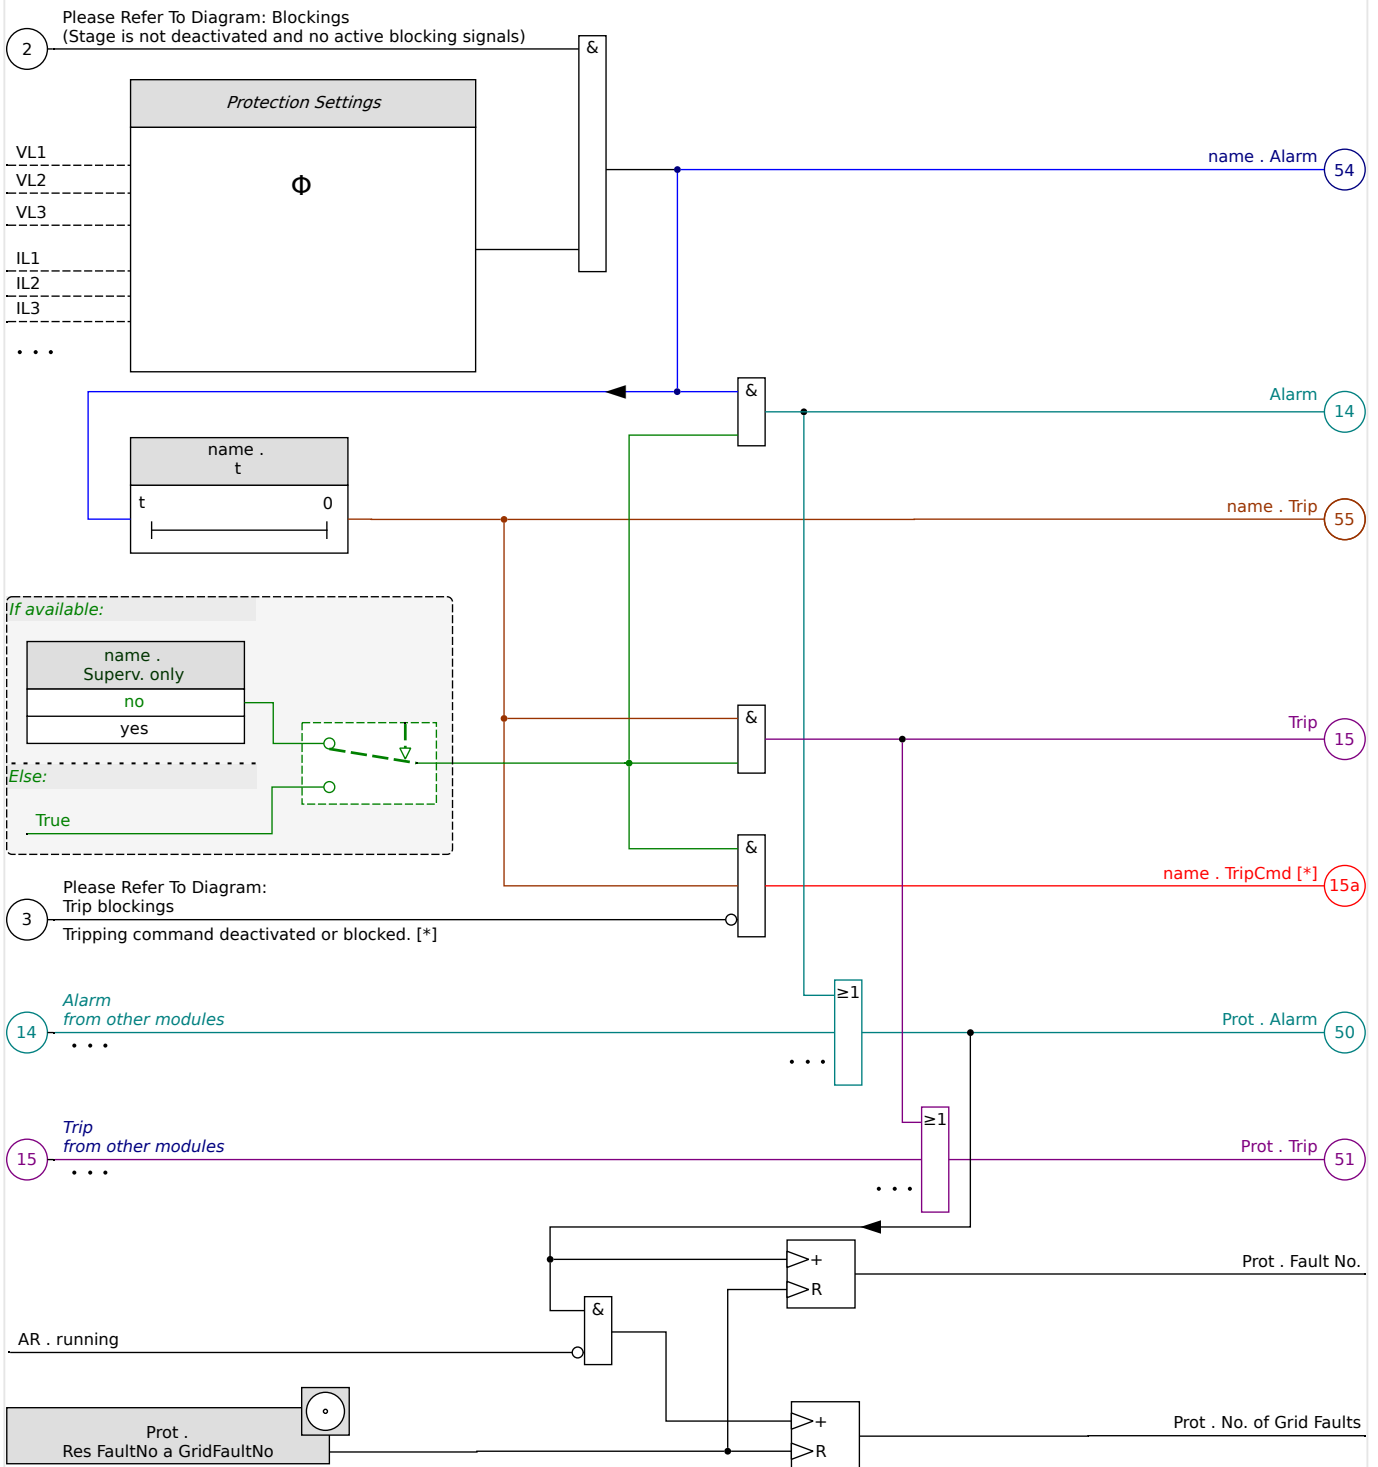 Please Refer To Diagram: Blockings
(Stage is not deactivated and no active blocking signals)
2
&
Protection Settings
Φ
VL1
VL2
VL3
IL1
IL2
IL3
. . .
name . Alarm
54
&
Alarm
14
name .
t
t 0
name . Trip
55
If available:
name .
Superv. only
no
yes
Else:
True
&
Trip
15
&
name . TripCmd [*]
15a
Please Refer To Diagram:
Trip blockings
3
Tripping command deactivated or blocked. [*]
Alarm
from other modules
14
. . .
≥1
. . .
Prot . Alarm
50
Trip
from other modules
15
. . .
≥1
. . .
Prot . Trip
51
+
R
Prot . Fault No.
&
AR . running
Prot .
Res FaultNo a GridFaultNo
+
R
Prot . No. of Grid Faults